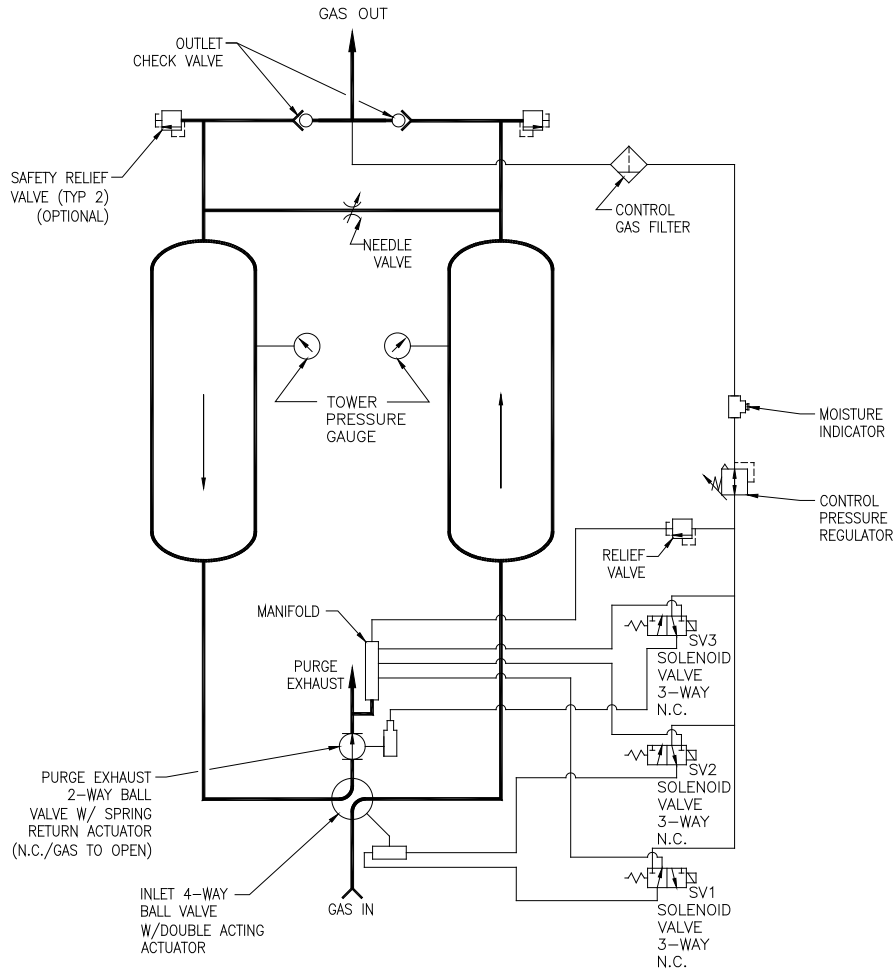 GAS OUT
OUTLET
CHECK VALVE
SAFETY RELIEF
VALVE (TYP 2)
(OPTIONAL)
CONTROL
GAS FILTER
NEEDLE
VALVE
TOWER
PRESSURE
GAUGE
MOISTURE
INDICATOR
CONTROL
PRESSURE
REGULATOR
RELIEF
VALVE
MANIFOLD
PURGE
EXHAUST
SV3
SOLENOID
VALVE
3-WAY
N.C.
PURGE EXHAUST
2-WAY BALL
VALVE W/ SPRING
RETURN ACTUATOR
(N.C./GAS TO OPEN)
SV2
SOLENOID
VALVE
3-WAY
N.C.
INLET 4-WAY
BALL VALVE
W/DOUBLE ACTING
ACTUATOR
GAS IN
SV1
SOLENOID
VALVE
3-WAY
N.C.